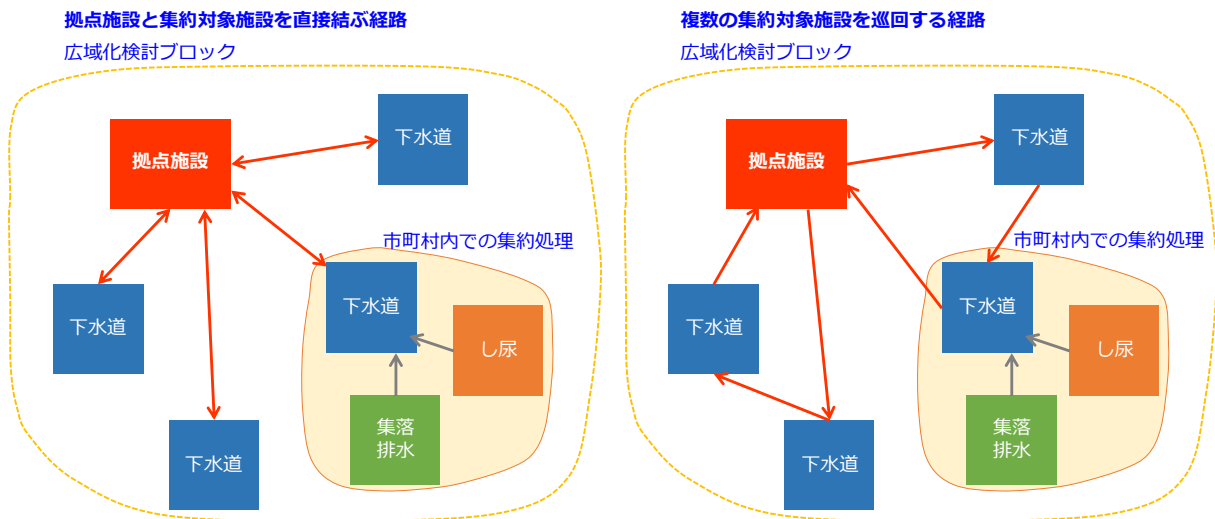 拠点施設と集約対象施設を直接結ぶ経路
広域化検討ブロック
下水道
拠点施設
市町村内での集約処理
下水道
下水道
し尿
集落
排水
下水道
複数の集約対象施設を巡回する経路
広域化検討ブロック
下水道
拠点施設
市町村内での集約処理
下水道
下水道
し尿
集落
排水
下水道